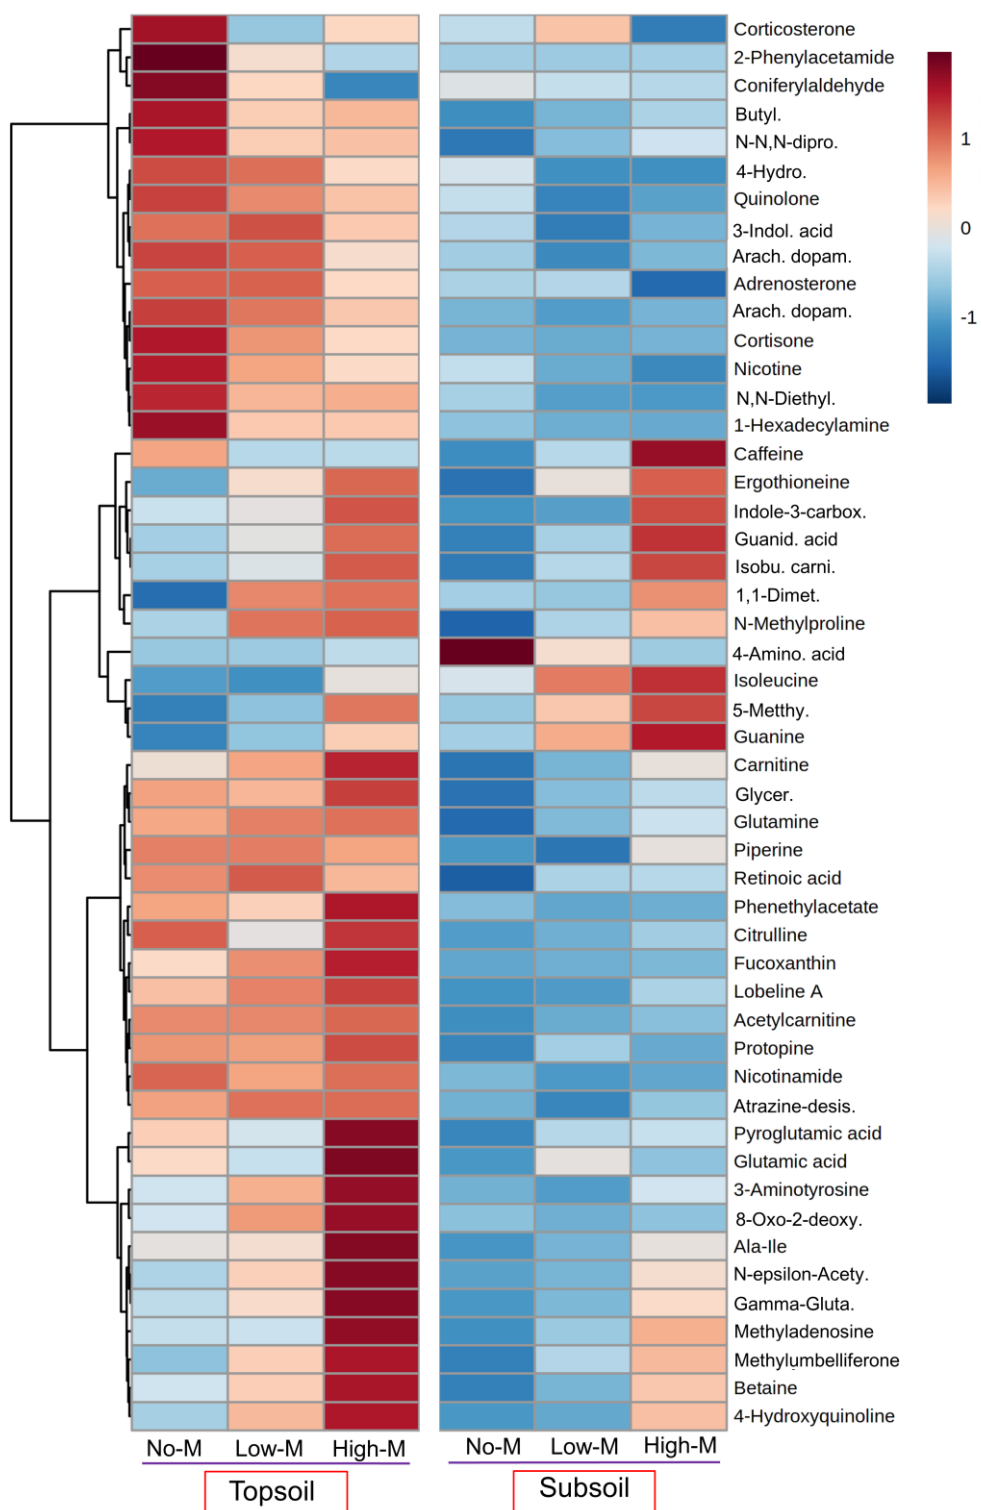 Corticosterone
2-Phenylacetamide
Coniferylaldehyde
Butyl.
N-N,N-dipro.
4-Hydro.
Quinolone
3-Indol. acid
Arach. dopam.
Adrenosterone
Arach. dopam.
Cortisone
Nicotine
N,N-Diethyl.
1-Hexadecylamine
Caffeine
Ergothioneine
Indole-3-carbox.
Guanid. acid
Isobu. carni.
1,1-Dimet.
N-Methylproline
4-Amino. acid
Isoleucine
5-Metthy.
Guanine
Carnitine
Glycer.
Glutamine
Piperine
Retinoic acid
Phenethylacetate
Citrulline
Fucoxanthin
Lobeline A
Acetylcarnitine
Protopine
Nicotinamide
Atrazine-desis.
Pyroglutamic acid
Glutamic acid
3-Aminotyrosine
8-Oxo-2-deoxy.
Ala-Ile
N-epsilon-Acety.
Gamma-Gluta.
Methyladenosine
Methylumbelliferone
Betaine
4-Hydroxyquinoline
1
0
-1
No-M Low-M High-M No-M Low-M High-M
Topsoil Subsoil